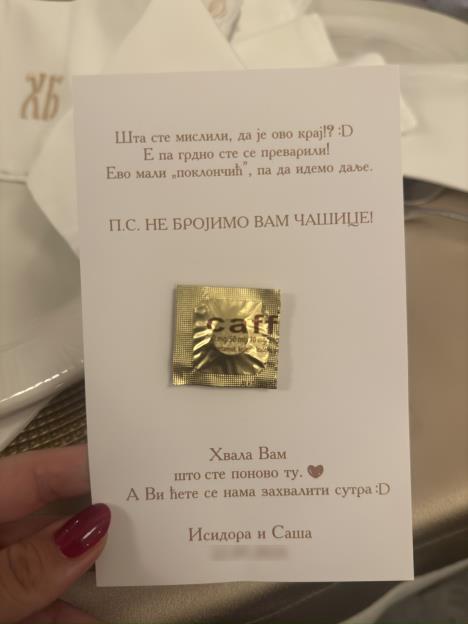 ХБ
Шта сте мислили, да је ово крај!? :D
Е па грдно сте се преварили!
Ево мали „поклончић”, па да идемо даље.
П.С. НЕ БРОЈИМО ВАМ ЧАШИЦЕ!
caff
50 mg
Хвала Вам
што сте поново ту. ❤
А Ви ћете се нама захвалити сутра :D
Исидора и Саша